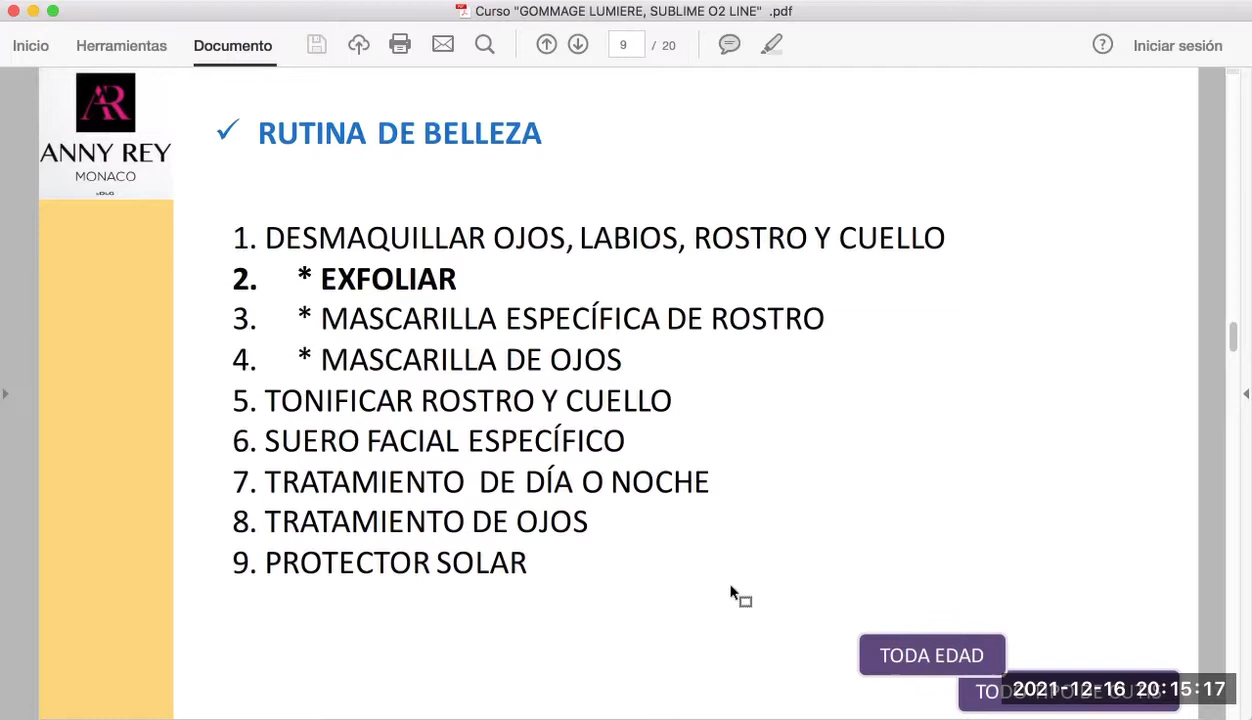 Curso "GOMMAGE LUMIERE, SUBLIME O2 LINE" .pdf
Inicio Herramientas Documento 9 / 20 Iniciar sesión
AR
ANNY REY
MONACO
✓ RUTINA DE BELLEZA
1. DESMAQUILLAR OJOS, LABIOS, ROSTRO Y CUELLO
2. * EXFOLIAR
3. * MASCARILLA ESPECÍFICA DE ROSTRO
4. * MASCARILLA DE OJOS
5. TONIFICAR ROSTRO Y CUELLO
6. SUERO FACIAL ESPECÍFICO
7. TRATAMIENTO DE DÍA O NOCHE
8. TRATAMIENTO DE OJOS
9. PROTECTOR SOLAR
TODA EDAD
2021-12-16 20:15:17